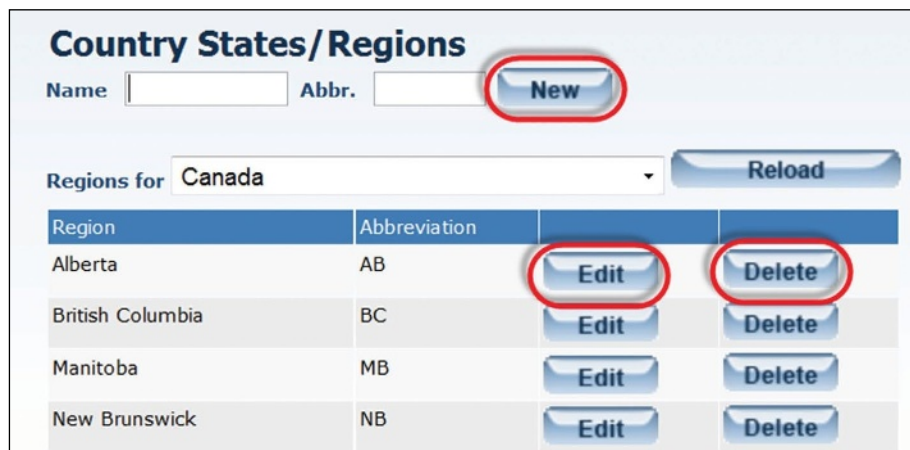 Country States/Regions
Name Abbr. New
Regions for Canada Reload
Region Abbreviation
Alberta AB Edit Delete
British Columbia BC Edit Delete
Manitoba MB Edit Delete
New Brunswick NB Edit Delete